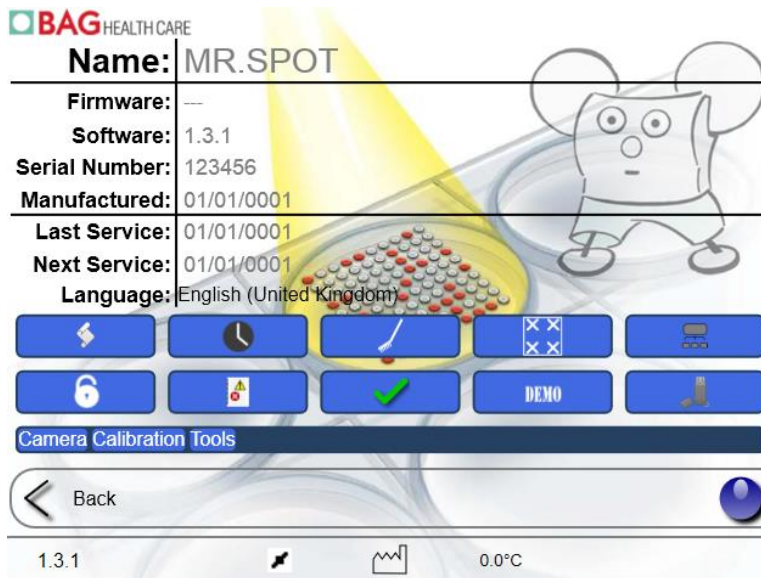 BAG HEALTH CARE
Name: MR.SPOT
Firmware: ---
Software: 1.3.1
Serial Number: 123456
Manufactured: 01/01/0001
Last Service: 01/01/0001
Next Service: 01/01/0001
Language: English (United Kingdom)
DEMO
Camera Calibration Tools
Back
1.3.1 0.0°C